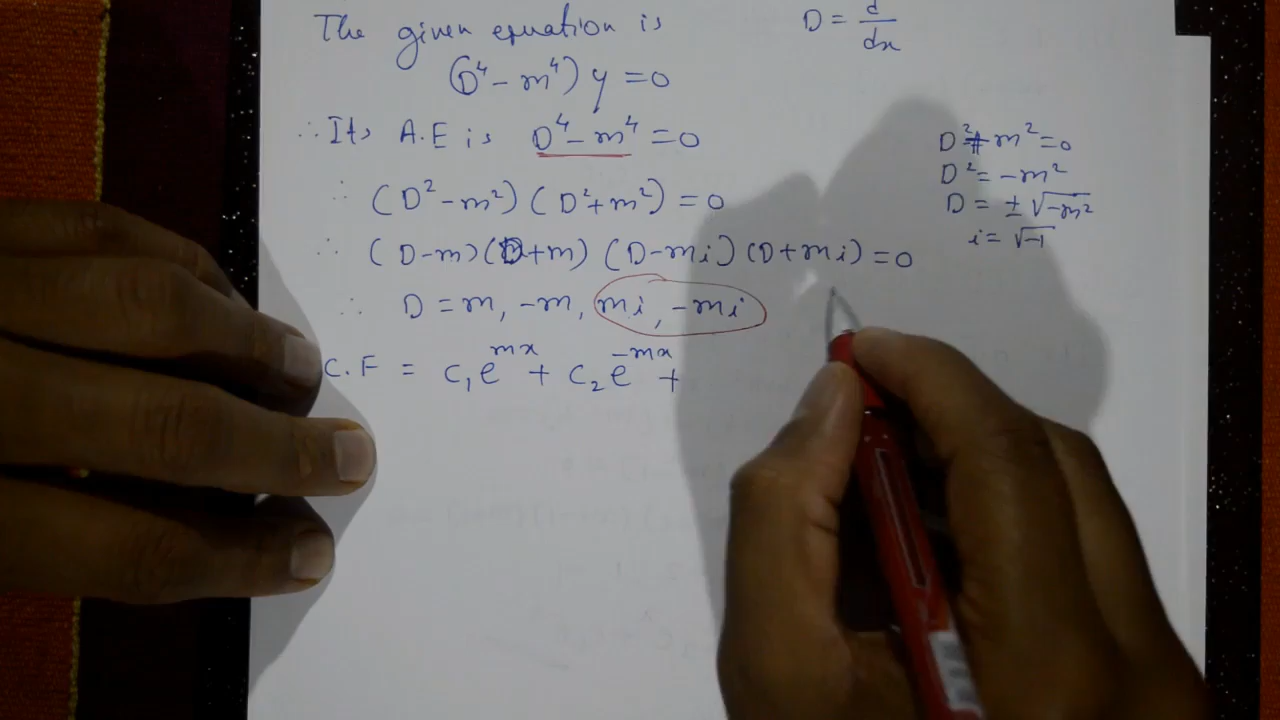 The given equation is
D = d/dx
(D⁴ - m⁴) y = 0
∴ Its A.E is D⁴ - m⁴ = 0
∴ (D² - m²) (D² + m²) = 0
∴ (D - m) (D + m) (D - mi) (D + mi) = 0
∴ D = m, -m, mi, -mi
C.F = c₁e^mx + c₂e^-mx +
D² + m² = 0
D² = -m²
D = ± √-m²
i = √-1